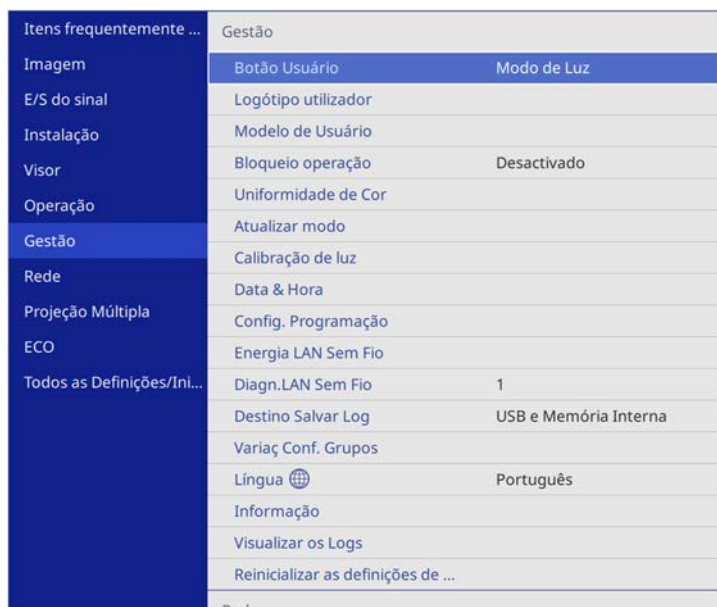 Itens frequentemente ...
Imagem
E/S do sinal
Instalação
Visor
Operação
Gestão
Rede
Projeção Múltipla
ECO
Todos as Definições/Ini...
Gestão
Botão Usuário Modo de Luz
Logótipo utilizador
Modelo de Usuário
Bloqueio operação Desactivado
Uniformidade de Cor
Atualizar modo
Calibração de luz
Data & Hora
Config. Programação
Energia LAN Sem Fio
Diagn.LAN Sem Fio 1
Destino Salvar Log USB e Memória Interna
Variaç Conf. Grupos
Língua Português
Informação
Visualizar os Logs
Reinicializar as definições de ...